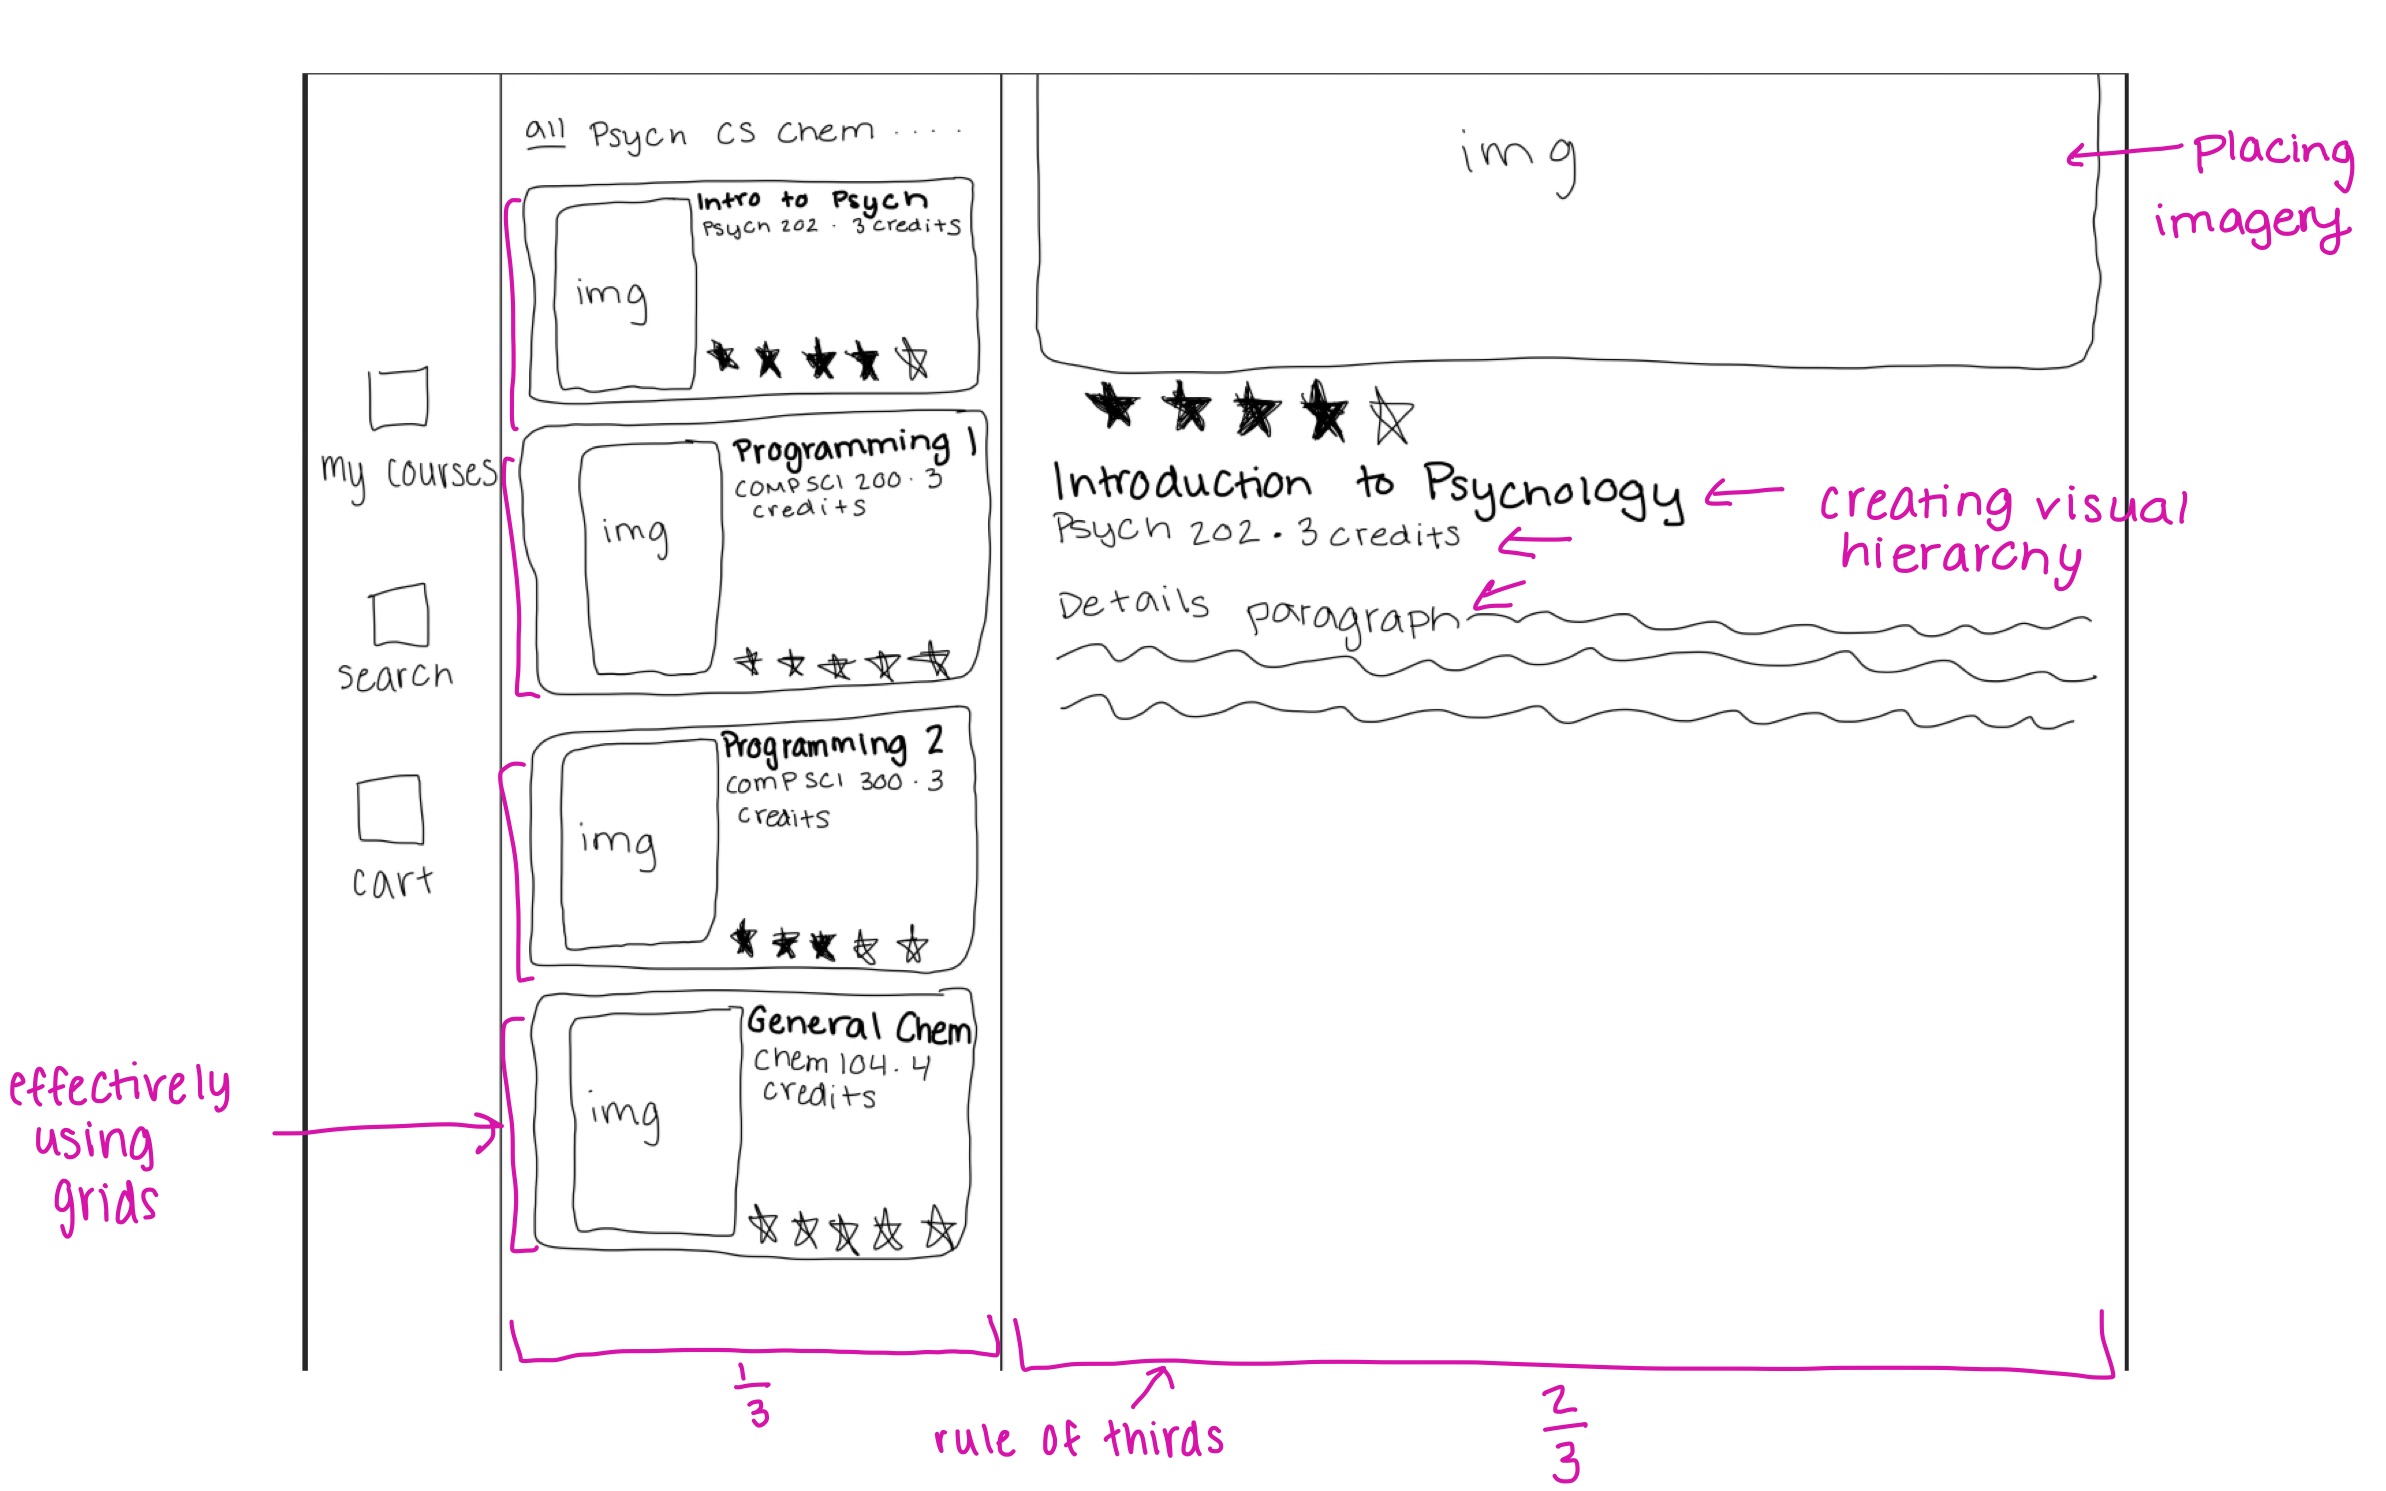 my courses
search
cart
all Psych CS Chem ....
Intro to Psych
Psych 202 · 3 credits
img
Programming 1
COMPSCI 200 · 3
credits
img
Programming 2
COMPSCI 300 · 3
credits
img
General Chem
Chem 104 · 4
credits
img
img
Introduction to Psychology
Psych 202 · 3 credits
Details paragraph
placing
imagery
creating visual
hierarchy
effectively
using
grids
1/3
rule of thirds
2/3